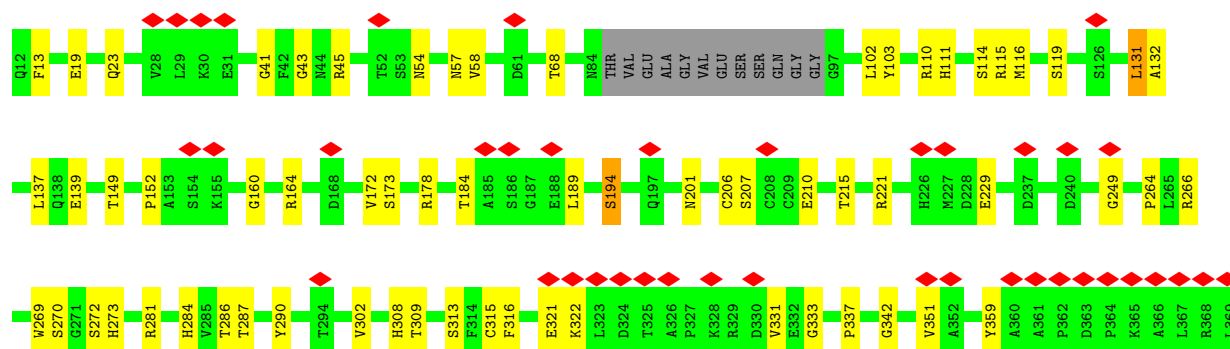 Q12 F13 E19 Q23 V28 L29 K30 E31 G41 F42 G43 N44 R45 T52 S53 N54 N57 V58 D61 T68 N84 THR VAL GLU ALA GLY VAL GLU SER SER GLN GLY GLY G97 L102 Y103 R110 H111 S114 R115 M116 S119 S126 L131 A132
L137 Q138 E139 T149 P152 A153 S154 K155 G160 R164 D168 V172 S173 R178 T184 A185 S186 G187 E188 L189 S194 Q197 N201 C206 S207 C208 C209 E210 T215 R221 H226 M227 D228 E229 D237 D240 G249 P264 L265 R266
W269 S270 G271 S272 H273 R281 H284 V285 T286 T287 Y290 T294 V302 H308 T309 S313 F314 C315 F316 E321 K322 L323 D324 T325 A326 P327 K328 R329 D330 V331 E332 G333 P337 G342 V351 A352 Y359 A360 A361 P362 D363 P364 K365 A366 L367 R368